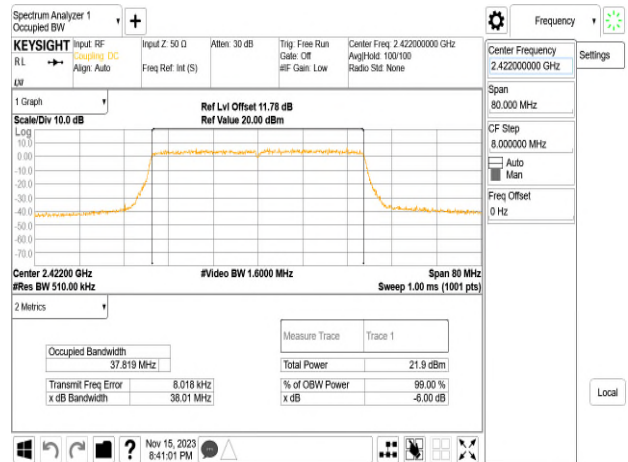 Spectrum Analyzer 1
Occupied BW
+
Frequency
KEYSIGHT
Input: RF
Coupling: DC
Align: Auto
Input Z: 50 Ω
Freq Ref: Int (S)
Atten: 30 dB
Trig: Free Run
Gate: Off
#IF Gain: Low
Center Freq: 2.422000000 GHz
Avg|Hold: 100/100
Radio Std: None
RL
Center Frequency
2.422000000 GHz
Settings
Span
80.000 MHz
CF Step
8.000000 MHz
Auto
Man
Freq Offset
0 Hz
1 Graph
Scale/Div 10.0 dB
Ref Lvl Offset 11.78 dB
Ref Value 20.00 dBm
Log
10.0
0.00
-10.0
-20.0
-30.0
-40.0
-50.0
-60.0
-70.0
Center 2.42200 GHz
#Res BW 510.00 kHz
#Video BW 1.6000 MHz
Span 80 MHz
Sweep 1.00 ms (1001 pts)
2 Metrics
Measure Trace Trace 1
Occupied Bandwidth
37.819 MHz
Total Power 21.9 dBm
Transmit Freq Error 8.018 kHz
% of OBW Power 99.00 %
x dB Bandwidth 38.01 MHz
x dB -6.00 dB
Local
?
Nov 15, 2023
8:41:01 PM